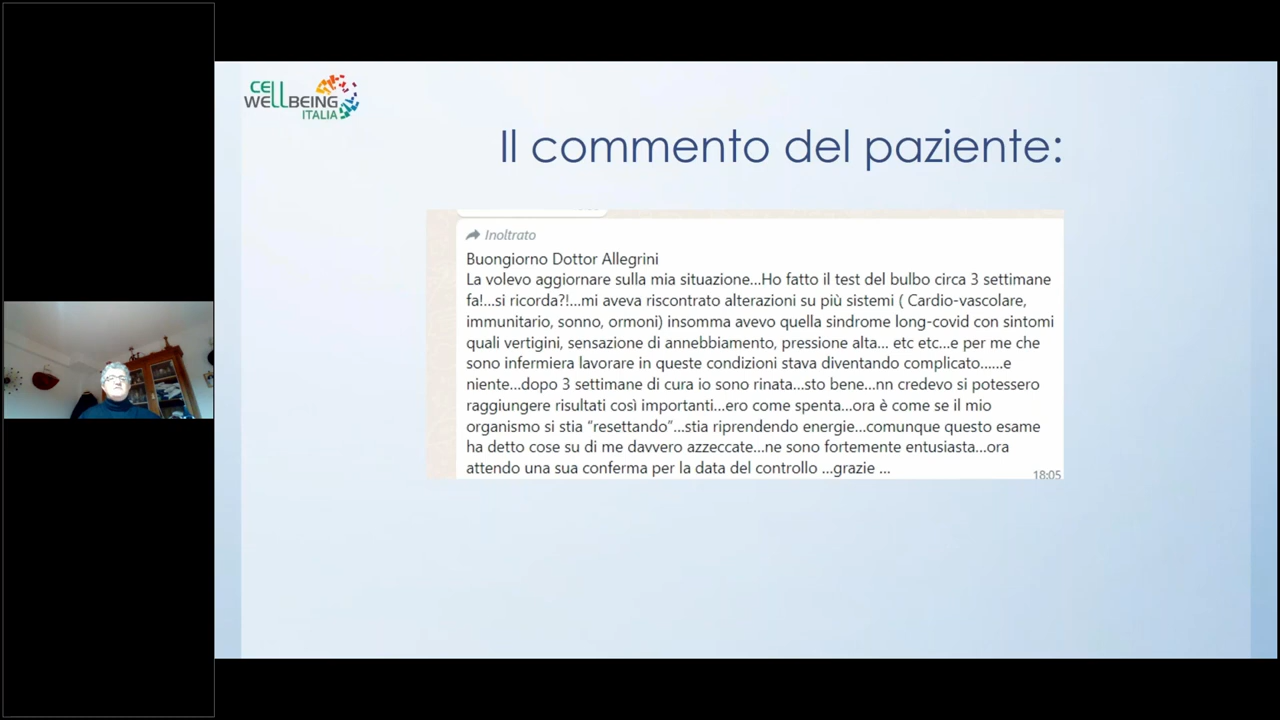 CELL
WELLBEING
ITALIA
Il commento del paziente:
Inoltrato
Buongiorno Dottor Allegrini
La volevo aggiornare sulla mia situazione...Ho fatto il test del bulbo circa 3 settimane
fa!...si ricorda?!...mi aveva riscontrato alterazioni su più sistemi ( Cardio-vascolare,
immunitario, sonno, ormoni) insomma avevo quella sindrome long-covid con sintomi
quali vertigini, sensazione di annebbiamento, pressione alta... etc etc...e per me che
sono infermiera lavorare in queste condizioni stava diventando complicato......e
niente...dopo 3 settimane di cura io sono rinata...sto bene...nn credevo si potessero
raggiungere risultati così importanti...ero come spenta...ora è come se il mio
organismo si stia “resettando”...stia riprendendo energie...comunque questo esame
ha detto cose su di me davvero azzeccate...ne sono fortemente entusiasta...ora
attendo una sua conferma per la data del controllo ...grazie ...
18:05